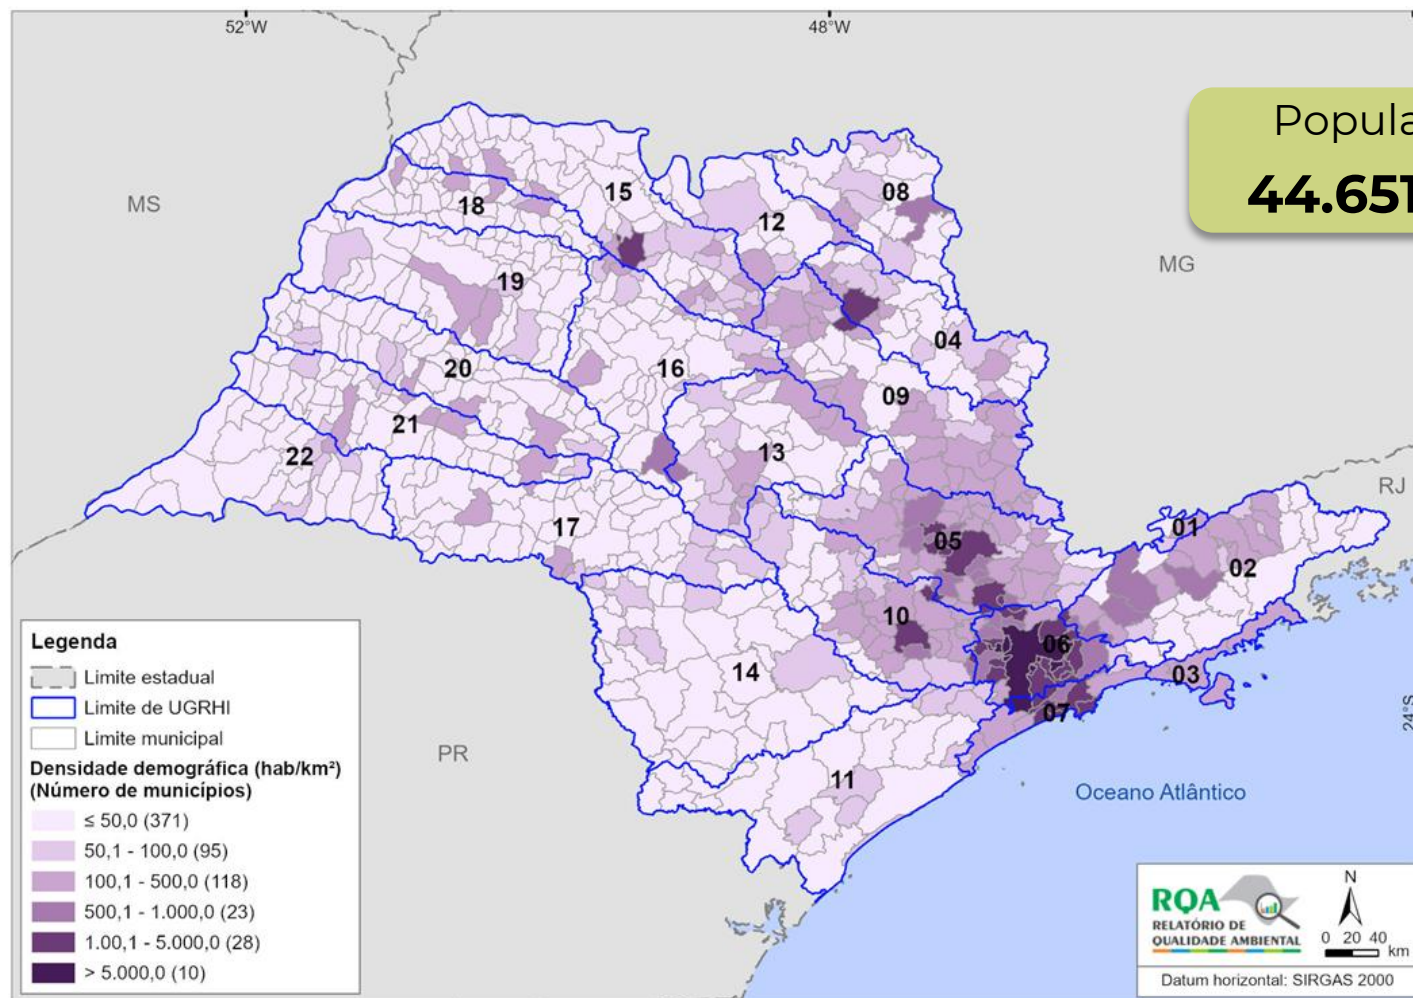 52°W
48°W
Popula
44.651
MS
MG
RJ
PR
15
08
12
18
19
04
16
20
09
21
13
22
17
01
05
02
10
06
14
03
07
11
24°S
Oceano Atlântico
Legenda
Limite estadual
Limite de UGRHI
Limite municipal
Densidade demográfica (hab/km²)
(Número de municípios)
≤ 50,0 (371)
50,1 - 100,0 (95)
100,1 - 500,0 (118)
500,1 - 1.000,0 (23)
1.00,1 - 5.000,0 (28)
> 5.000,0 (10)
RQA
RELATÓRIO DE
QUALIDADE AMBIENTAL
N
0 20 40
km
Datum horizontal: SIRGAS 2000